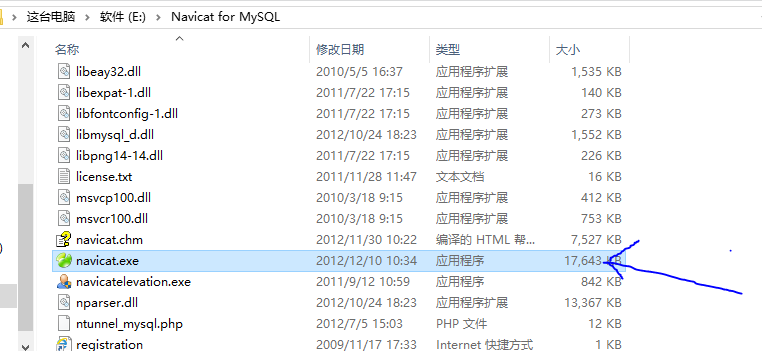 这台电脑 › 软件 (E:) › Navicat for MySQL
名称 修改日期 类型 大小
libeay32.dll 2010/5/5 16:37 应用程序扩展 1,535 KB
libexpat-1.dll 2011/7/22 17:15 应用程序扩展 140 KB
libfontconfig-1.dll 2011/7/22 17:15 应用程序扩展 273 KB
libmysql_d.dll 2012/10/24 18:23 应用程序扩展 1,552 KB
libpng14-14.dll 2011/7/22 17:15 应用程序扩展 226 KB
license.txt 2011/11/28 11:47 文本文档 16 KB
msvcp100.dll 2010/3/18 9:15 应用程序扩展 412 KB
msvcr100.dll 2010/3/18 9:15 应用程序扩展 753 KB
navicat.chm 2012/11/30 10:22 编译的 HTML 帮... 7,527 KB
navicat.exe 2012/12/10 10:34 应用程序 17,643 KB
navicatelevation.exe 2011/9/12 10:59 应用程序 842 KB
nparser.dll 2012/10/24 18:23 应用程序扩展 13,367 KB
ntunnel_mysql.php 2012/7/5 15:03 PHP 文件 12 KB
registration 2009/11/17 17:33 Internet 快捷方式 1 KB